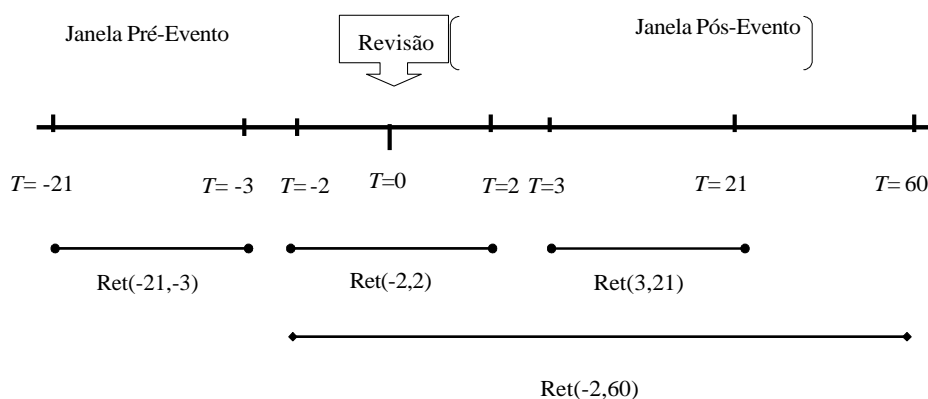 Janela Pré-Evento
Revisão
Janela Pós-Evento
T= -21
T= -3
T= -2
T=0
T=2
T=3
T= 21
T= 60
Ret(-21,-3)
Ret(-2,2)
Ret(3,21)
Ret(-2,60)